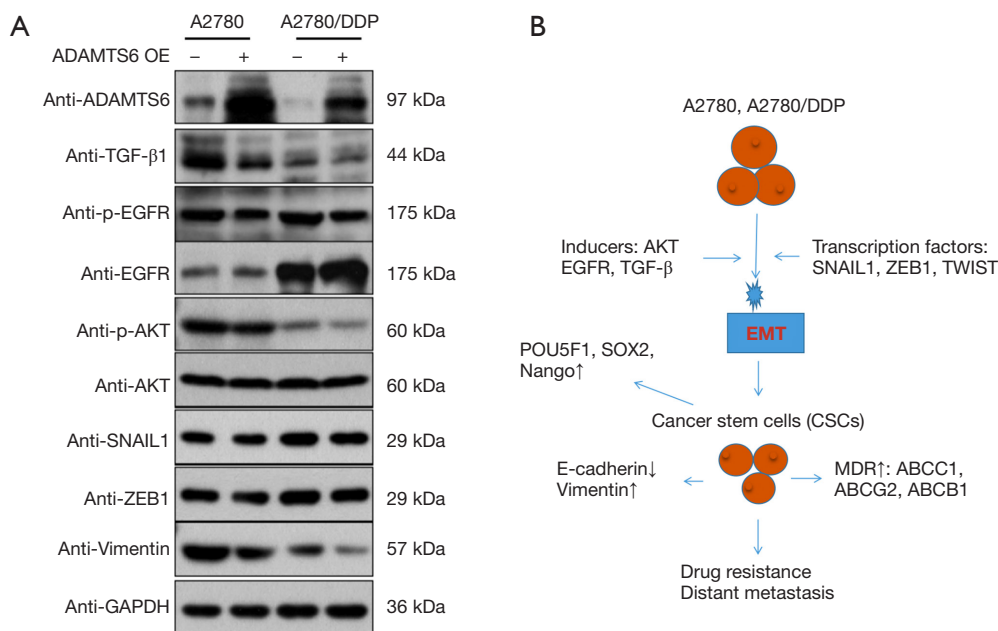 A
A2780
A2780/DDP
ADAMTS6 OE
– + – +
Anti-ADAMTS6
97 kDa
Anti-TGF-β1
44 kDa
Anti-p-EGFR
175 kDa
Anti-EGFR
175 kDa
Anti-p-AKT
60 kDa
Anti-AKT
60 kDa
Anti-SNAIL1
29 kDa
Anti-ZEB1
29 kDa
Anti-Vimentin
57 kDa
Anti-GAPDH
36 kDa
B
A2780, A2780/DDP
Inducers: AKT
EGFR, TGF-β
Transcription factors:
SNAIL1, ZEB1, TWIST
EMT
POU5F1, SOX2,
Nango↑
Cancer stem cells (CSCs)
E-cadherin↓
Vimentin↑
MDR↑: ABCC1,
ABCG2, ABCB1
Drug resistance
Distant metastasis